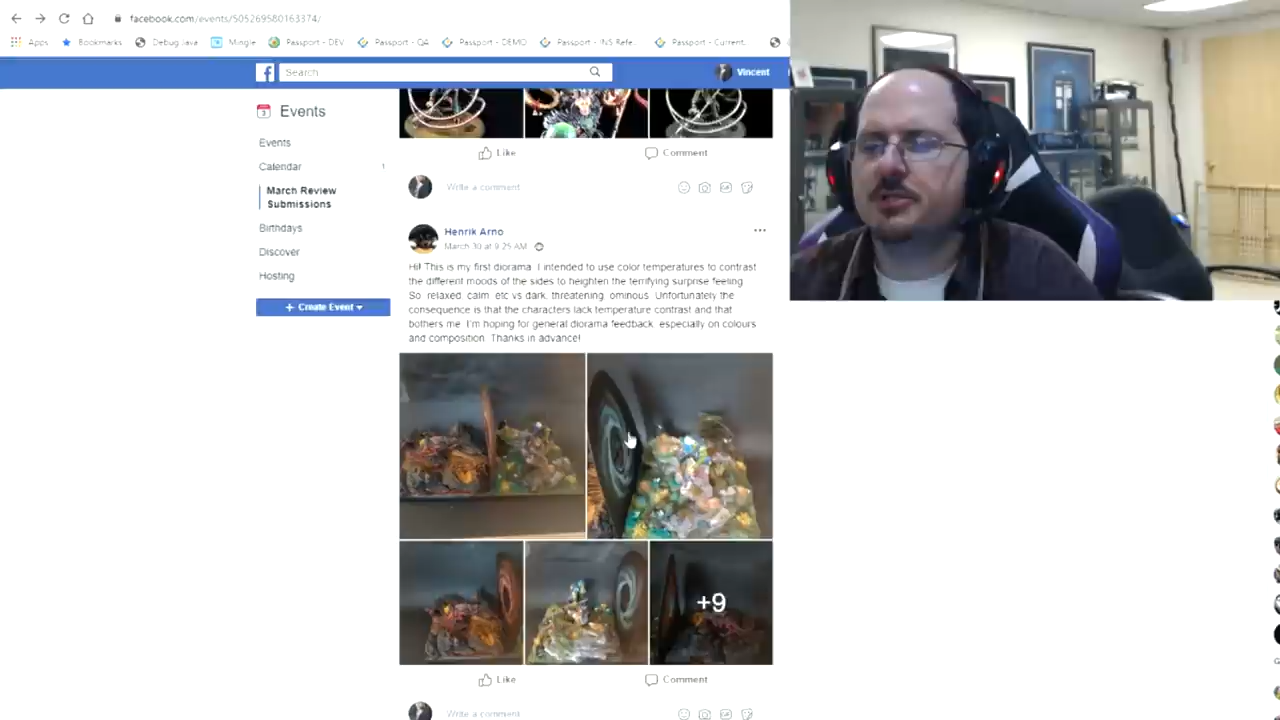 facebook.com/events/505269580163374/
Apps Bookmarks Debug Java Mingle Passport - DEV Passport - QA Passport - DEMO Passport - INS Refe... Passport - Current...
Search
Vincent
Events
Events
Calendar 1
March Review
Submissions
Birthdays
Discover
Hosting
+ Create Event
Like Comment
Write a comment
Henrik Arno
March 30 at 9:25 AM
Hi! This is my first diorama. I intended to use color temperatures to contrast
the different moods of the sides to heighten the terrifying surprise feeling.
So, relaxed, calm, etc vs dark, threatening, ominous. Unfortunately the
consequence is that the characters lack temperature contrast and that
bothers me. I'm hoping for general diorama feedback, especially on colours
and composition. Thanks in advance!
+9
Like Comment
Write a comment